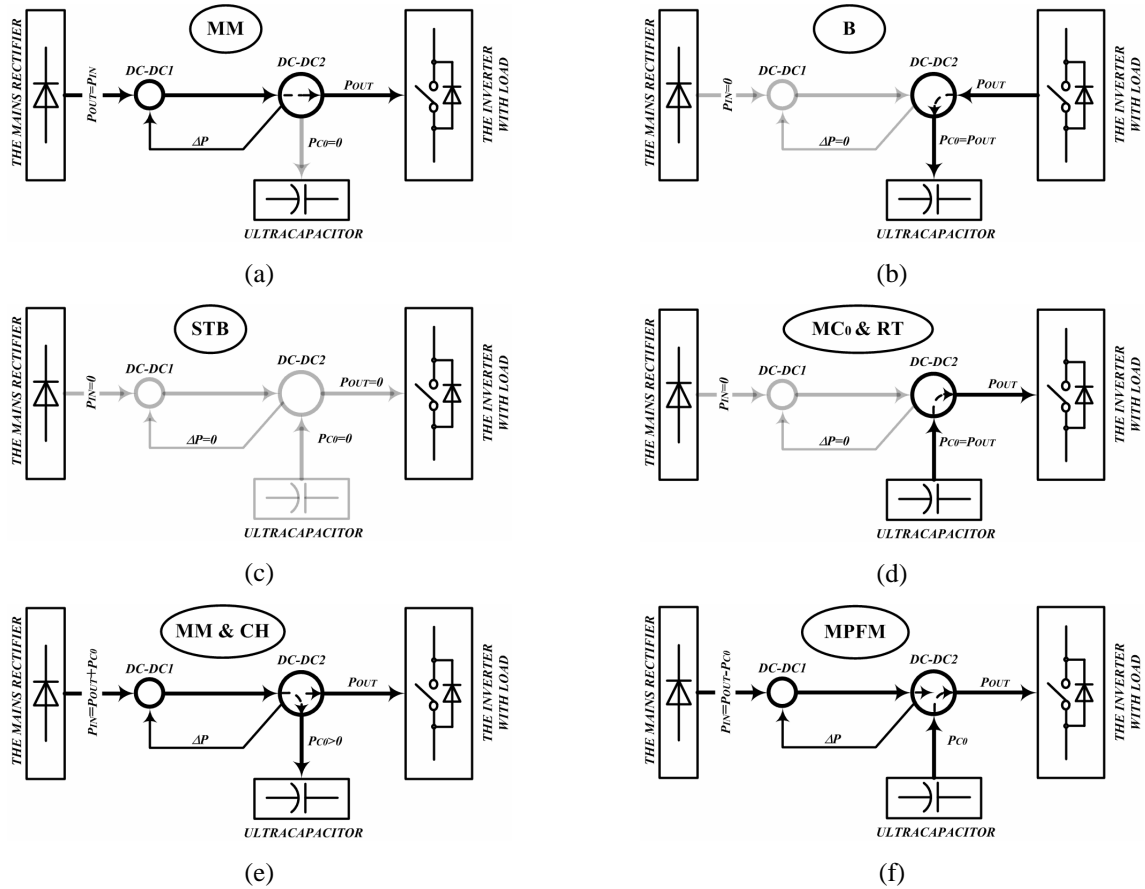 MM
THE MAINS RECTIFIER
POUT=PIN
DC-DC1
DC-DC2
POUT
ΔP
PC0=0
ULTRACAPACITOR
THE INVERTER
WITH LOAD
(a)
B
THE MAINS RECTIFIER
PIN=0
DC-DC1
DC-DC2
POUT
ΔP=0
PC0=POUT
ULTRACAPACITOR
THE INVERTER
WITH LOAD
(b)
STB
THE MAINS RECTIFIER
PIN=0
DC-DC1
DC-DC2
POUT=0
ΔP=0
PC0=0
ULTRACAPACITOR
THE INVERTER
WITH LOAD
(c)
MC0 & RT
THE MAINS RECTIFIER
PIN=0
DC-DC1
DC-DC2
POUT
ΔP=0
PC0=POUT
ULTRACAPACITOR
THE INVERTER
WITH LOAD
(d)
MM & CH
THE MAINS RECTIFIER
PIN=POUT+PC0
DC-DC1
DC-DC2
POUT
ΔP
PC0>0
ULTRACAPACITOR
THE INVERTER
WITH LOAD
(e)
MPFM
THE MAINS RECTIFIER
PIN=POUT-PC0
DC-DC1
DC-DC2
POUT
ΔP
PC0
ULTRACAPACITOR
THE INVERTER
WITH LOAD
(f)